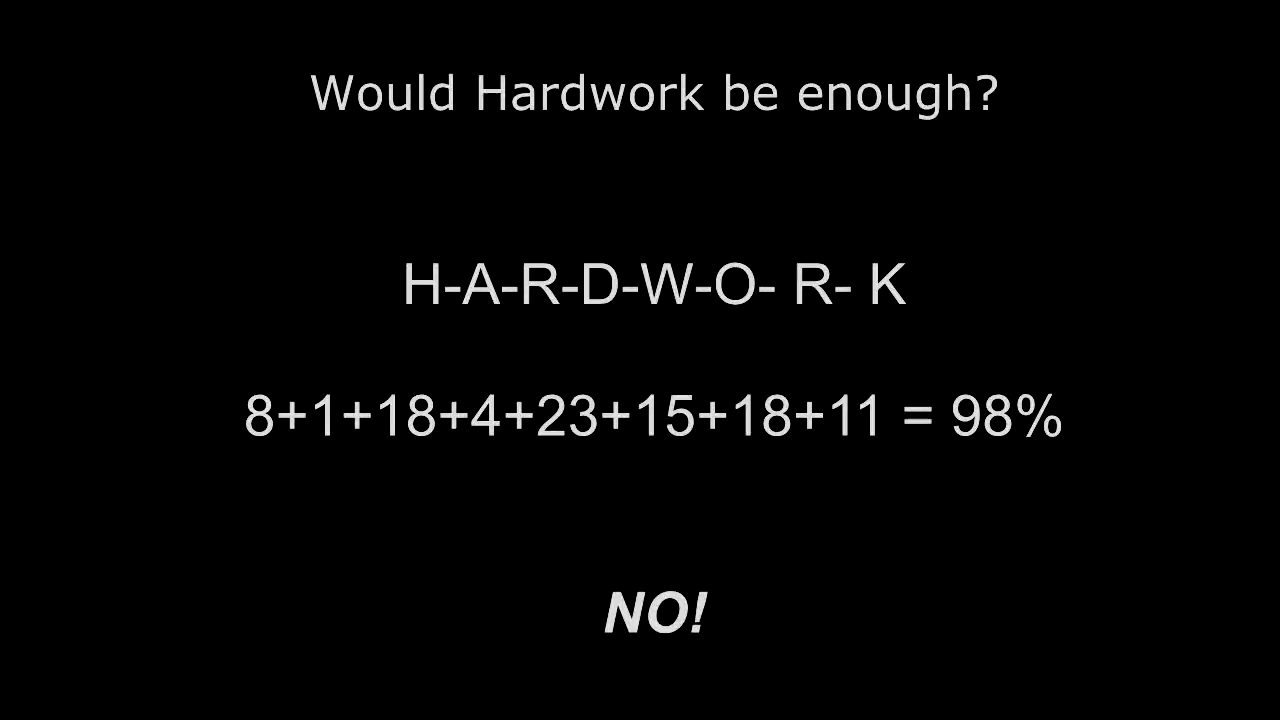 Would Hardwork be enough?
H-A-R-D-W-O- R- K
8+1+18+4+23+15+18+11 = 98%
NO!